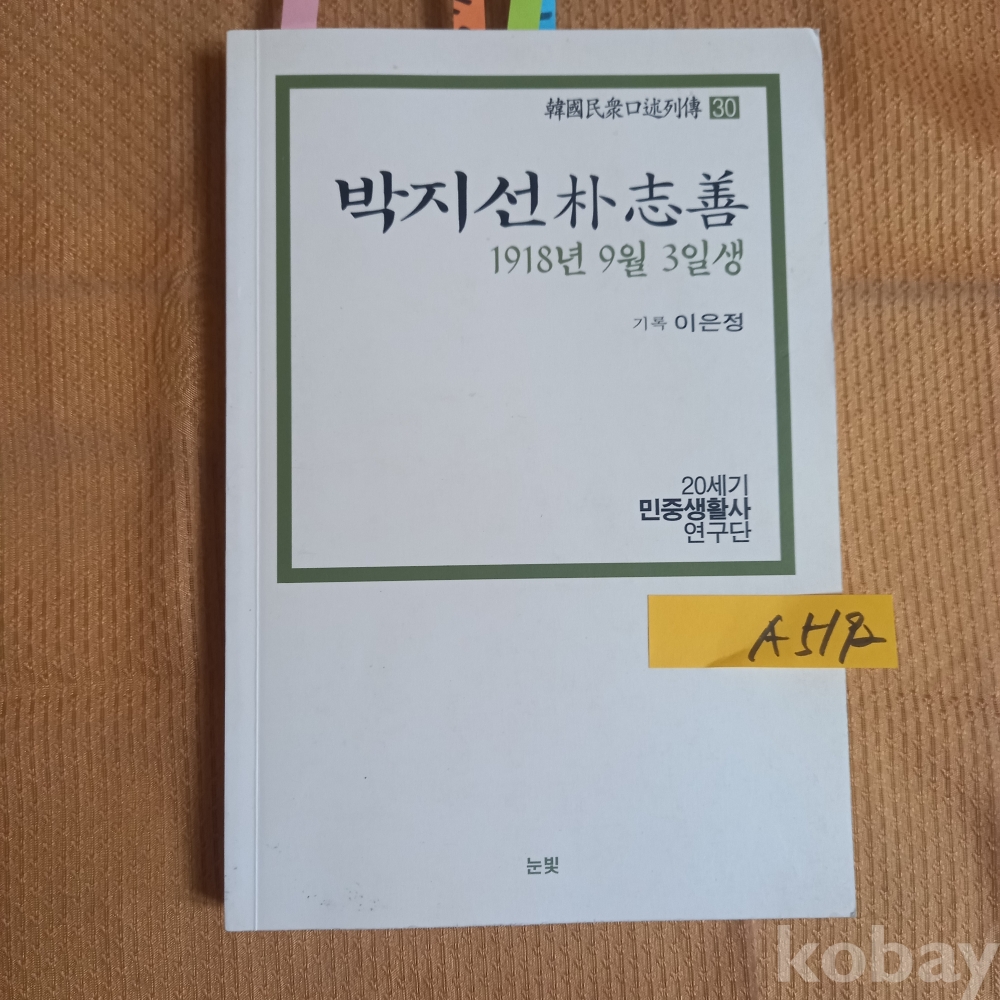 韓國民衆口述列傳 30
박지선 朴志善
1918년 9월 3일생
기록 이은정
20세기
민중생활사
연구단
눈빛
kobay